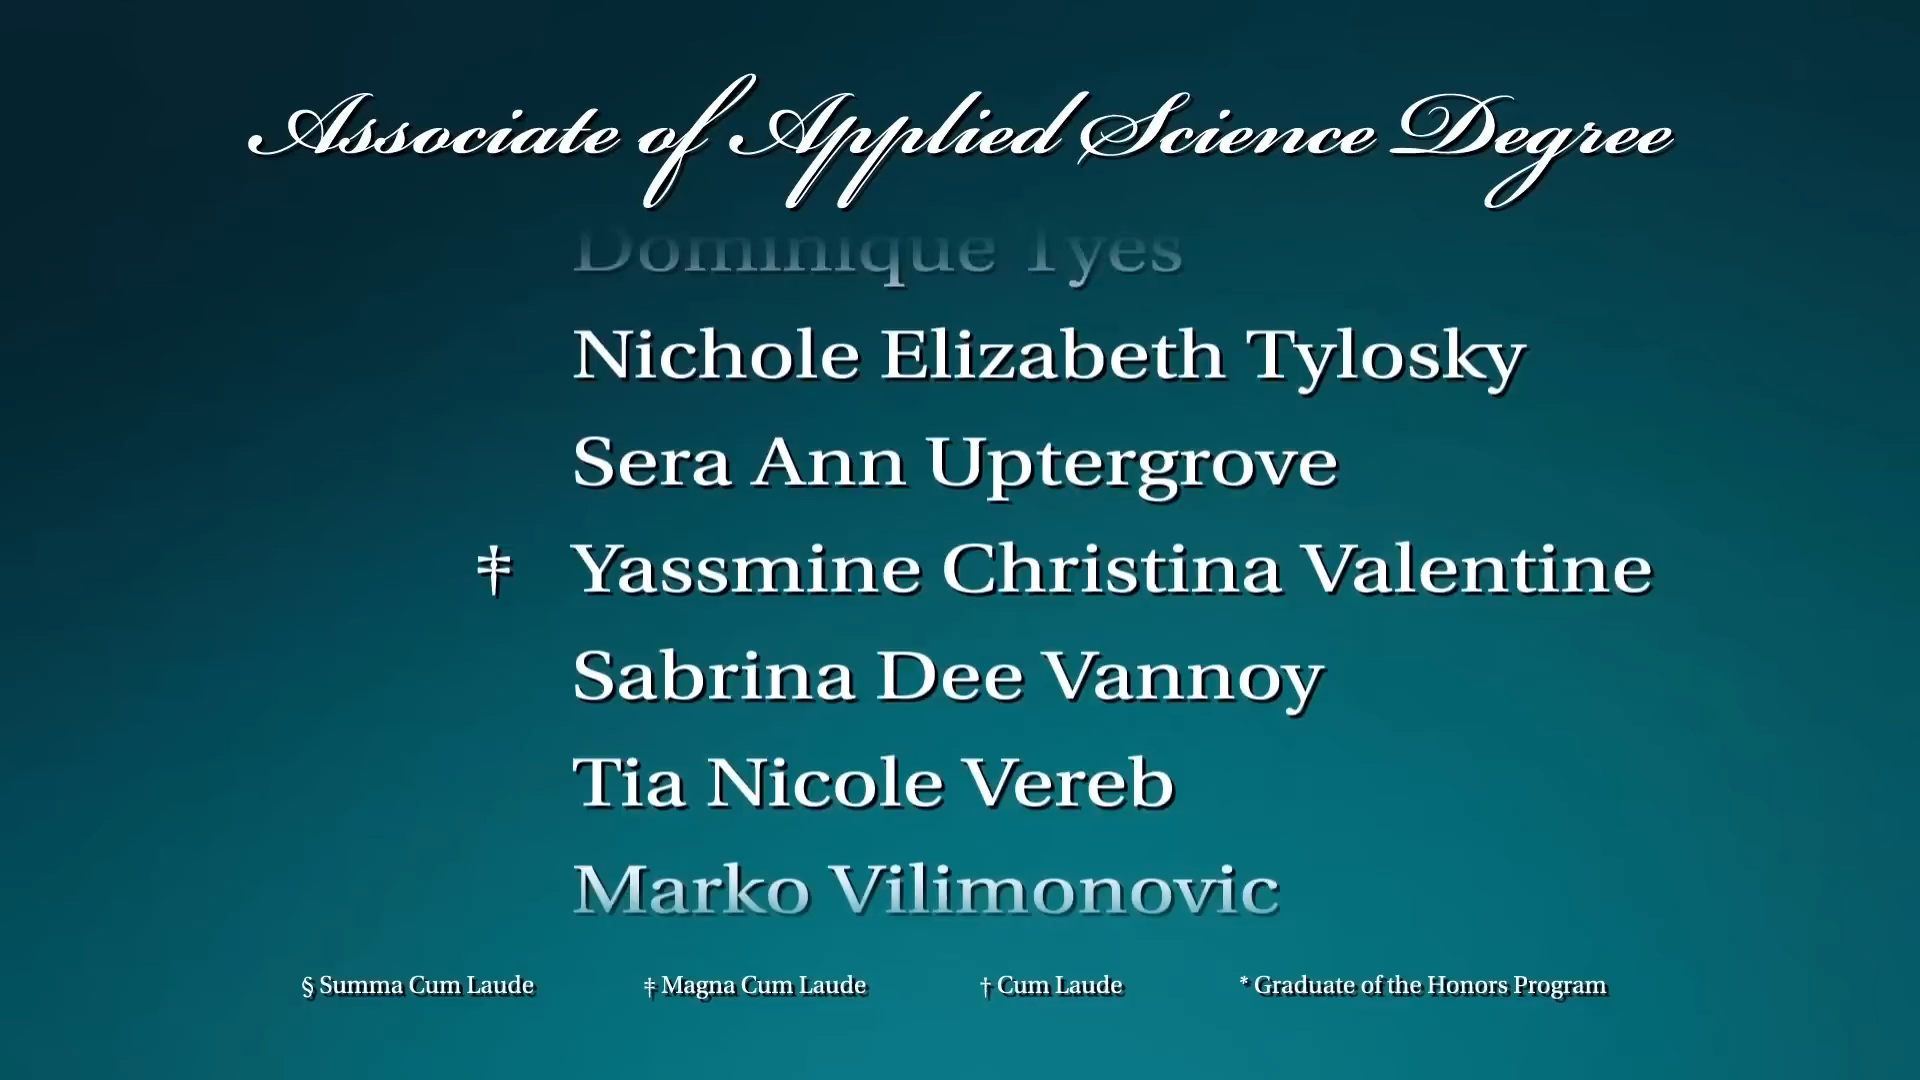 Associate of Applied Science Degree
Dominique Tyes
Nichole Elizabeth Tylosky
Sera Ann Uptergrove
‡ Yassmine Christina Valentine
Sabrina Dee Vannoy
Tia Nicole Vereb
Marko Vilimonovic
§ Summa Cum Laude ‡ Magna Cum Laude † Cum Laude * Graduate of the Honors Program